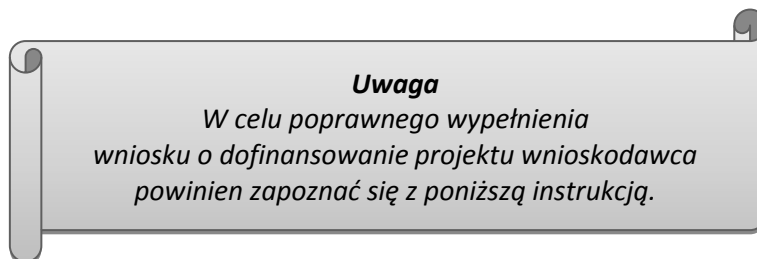 Uwaga
W celu poprawnego wypełnienia
wniosku o dofinansowanie projektu wnioskodawca
powinien zapoznać się z poniższą instrukcją.